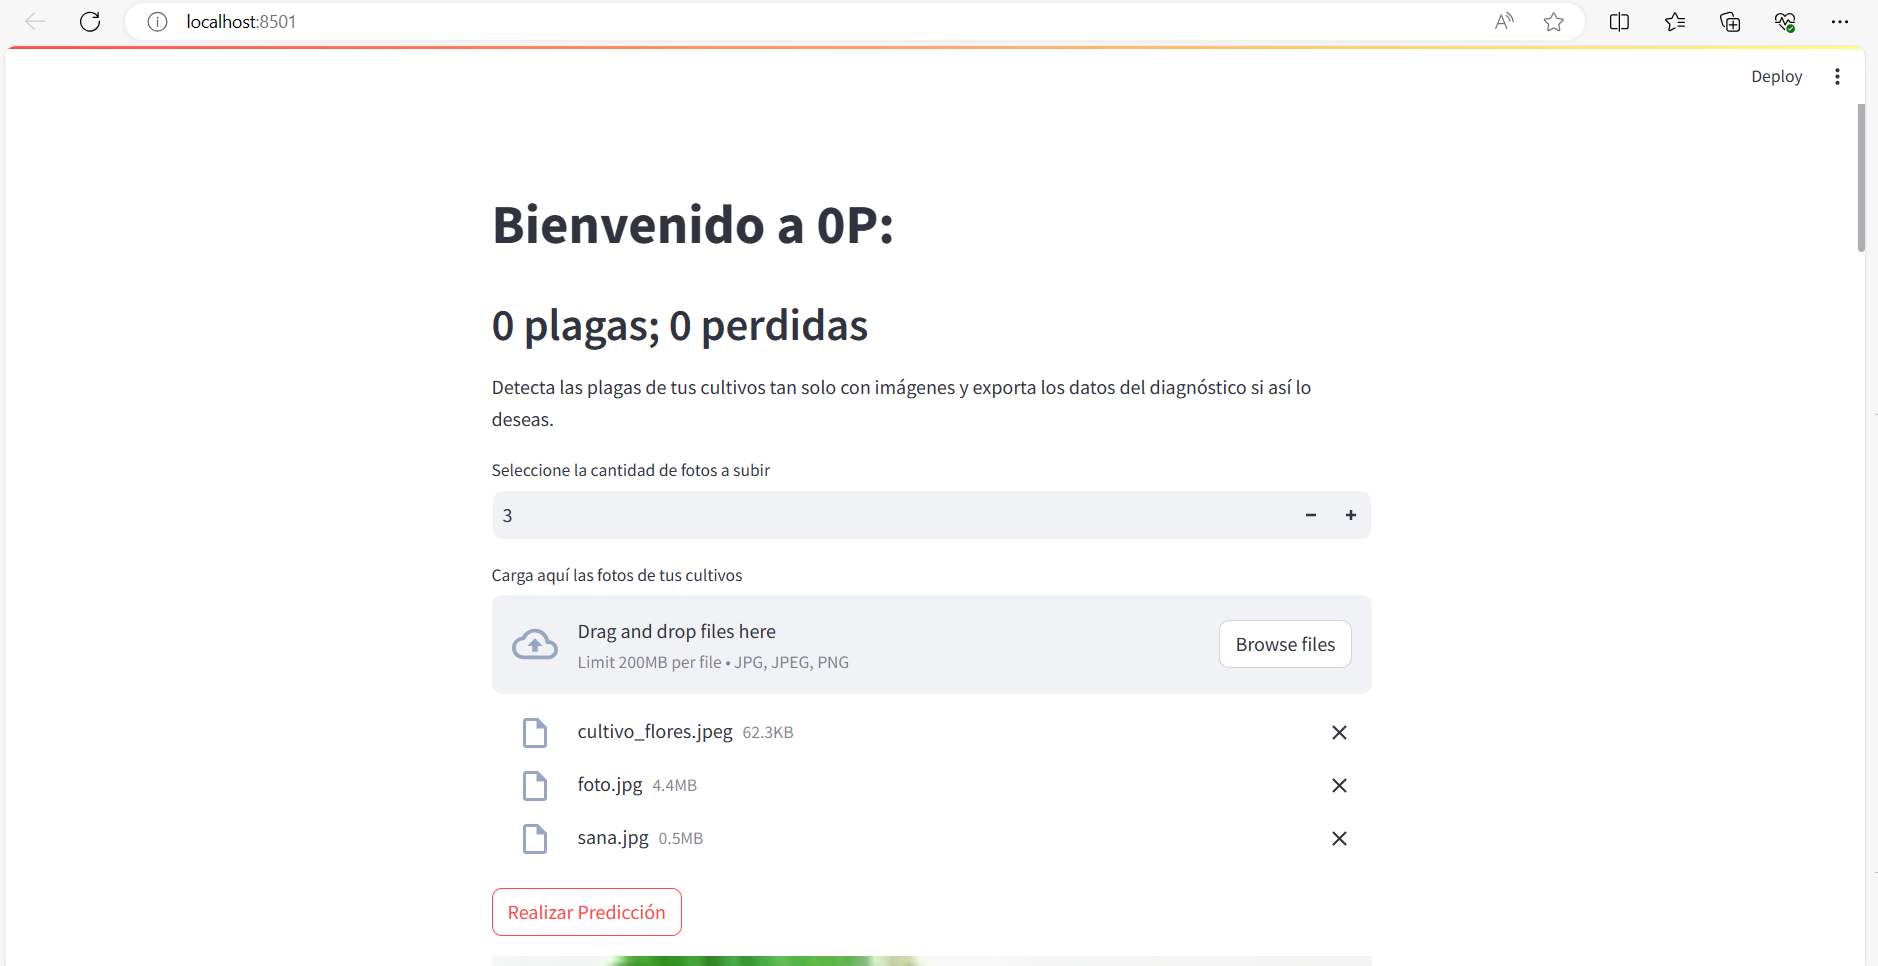 localhost:8501
Deploy
Bienvenido a 0P:
0 plagas; 0 perdidas
Detecta las plagas de tus cultivos tan solo con imágenes y exporta los datos del diagnóstico si así lo
deseas.
Seleccione la cantidad de fotos a subir
3
Carga aquí las fotos de tus cultivos
Drag and drop files here
Limit 200MB per file • JPG, JPEG, PNG
Browse files
cultivo_flores.jpeg 62.3KB
foto.jpg 4.4MB
sana.jpg 0.5MB
Realizar Predicción